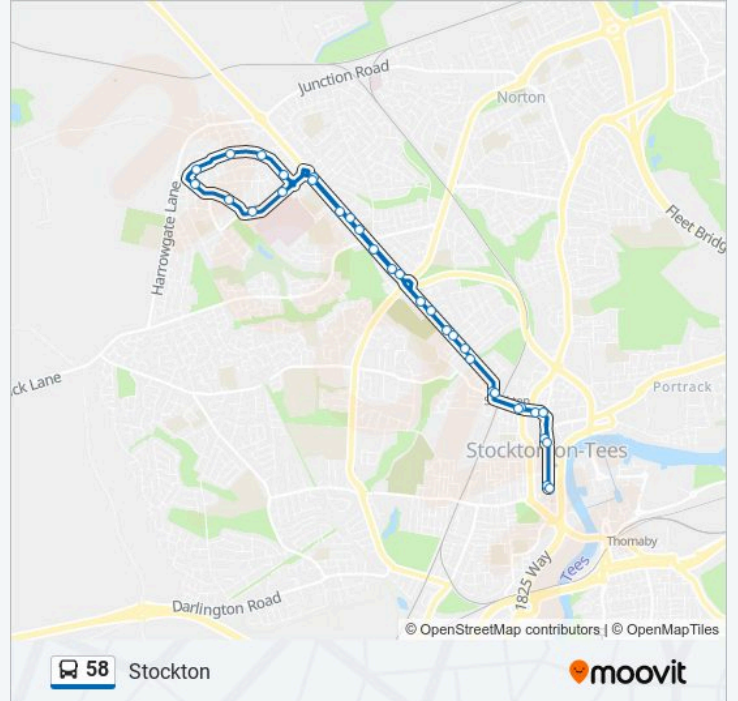 Junction Road
Norton
Harrowgate Lane
Fleet Bridg
ck Lane
Portrack
Stockton-on-Tees
Thornaby
Tees
1825 Way
Darlington Road
© OpenStreetMap contributors | © OpenMapTiles
58 Stockton
moovit